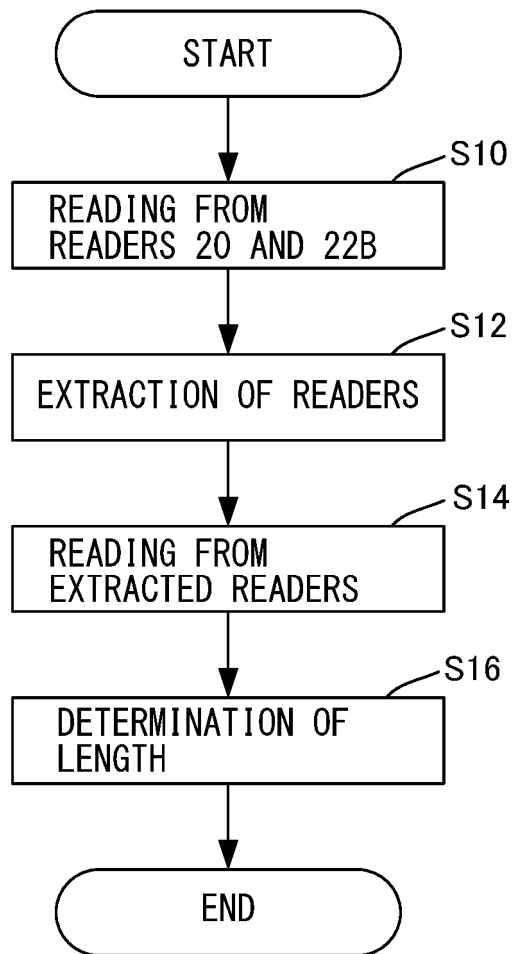 START
S10
READING FROM
READERS 20 AND 22B
S12
EXTRACTION OF READERS
S14
READING FROM
EXTRACTED READERS
S16
DETERMINATION OF
LENGTH
END